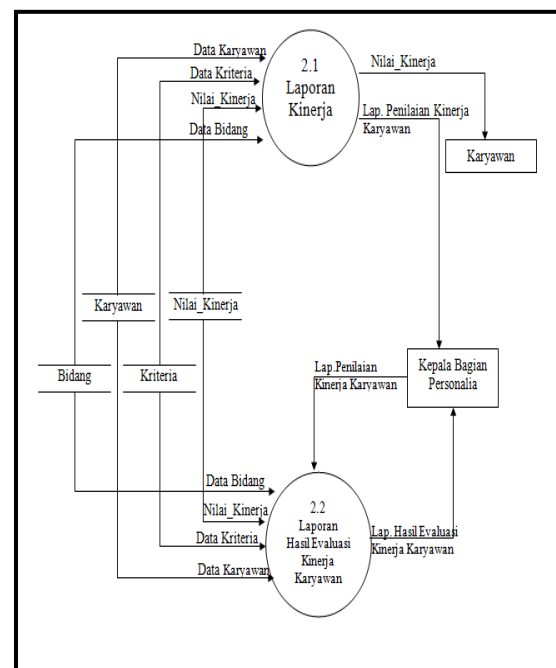 Data Karyawan
Data Kriteria
Nilai_Kinerja
Data Bidang
2.1
Laporan
Kinerja
Nilai_Kinerja
Lap. Penilaian Kinerja
Karyawan
Karyawan
Karyawan
Nilai_Kinerja
Bidang
Kriteria
Kepala Bagian
Personalia
Lap.Penilaian
Kinerja Karyawan
Data Bidang
Nilai_Kinerja
Data Kriteria
Data Karyawan
2.2
Laporan
Hasil Evaluasi
Kinerja
Karyawan
Lap. Hasil Evaluasi
Kinerja Karyawan